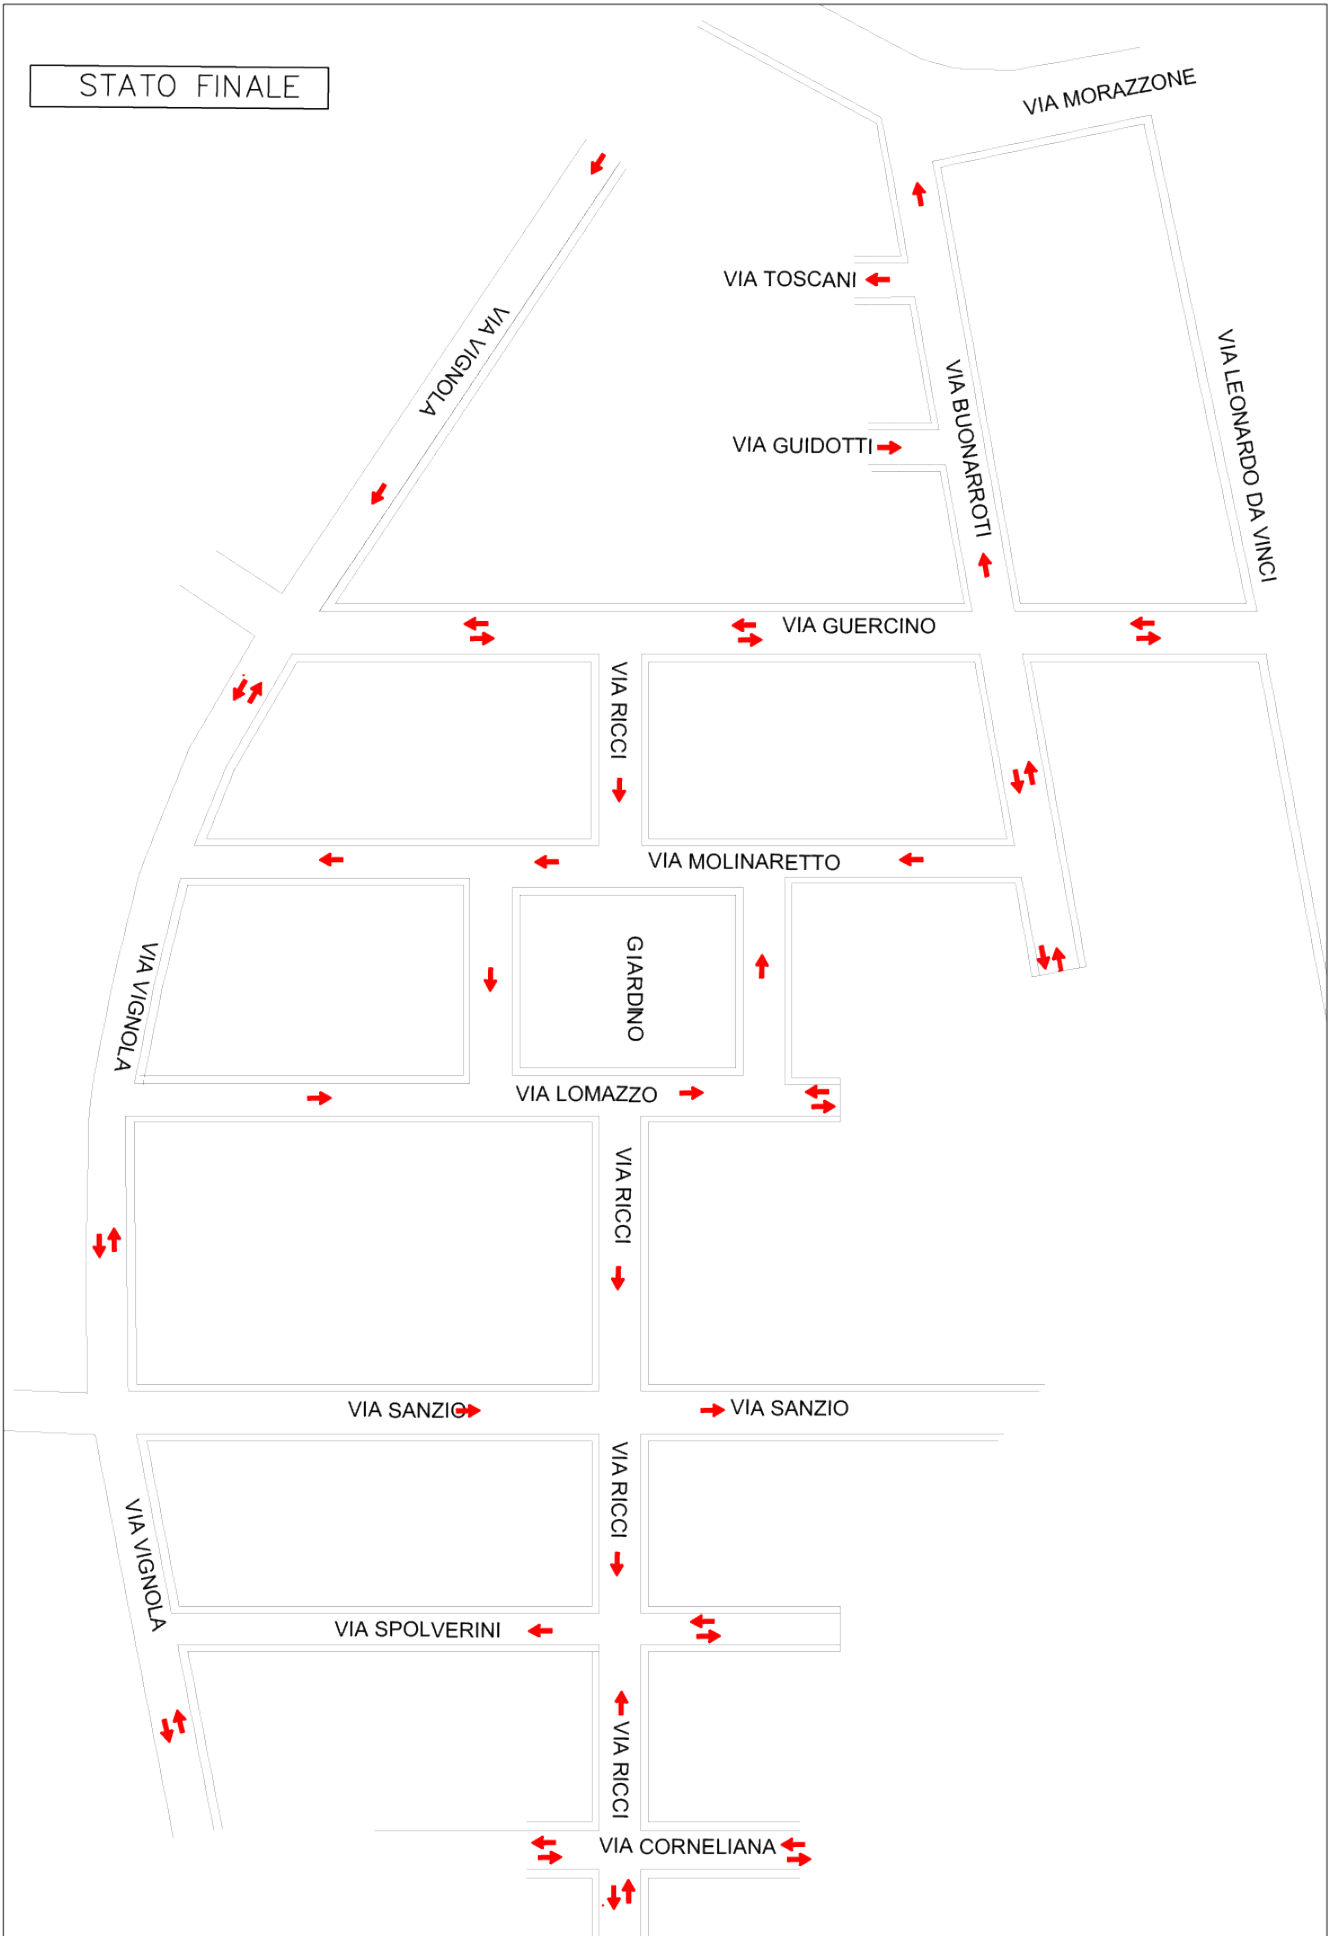 STATO FINALE
VIA MORAZZONE
VIA TOSCANI
VIA VIGNOLA
VIA LEONARDO DA VINCI
VIA BUONARROTI
VIA GUIDOTTI
VIA GUERCINO
VIA RICCI
VIA MOLINARETTO
GIARDINO
VIA VIGNOLA
VIA LOMAZZO
VIA RICCI
VIA SANZIO
VIA SANZIO
VIA RICCI
VIA VIGNOLA
VIA SPOLVERINI
VIA RICCI
VIA CORNELIANA